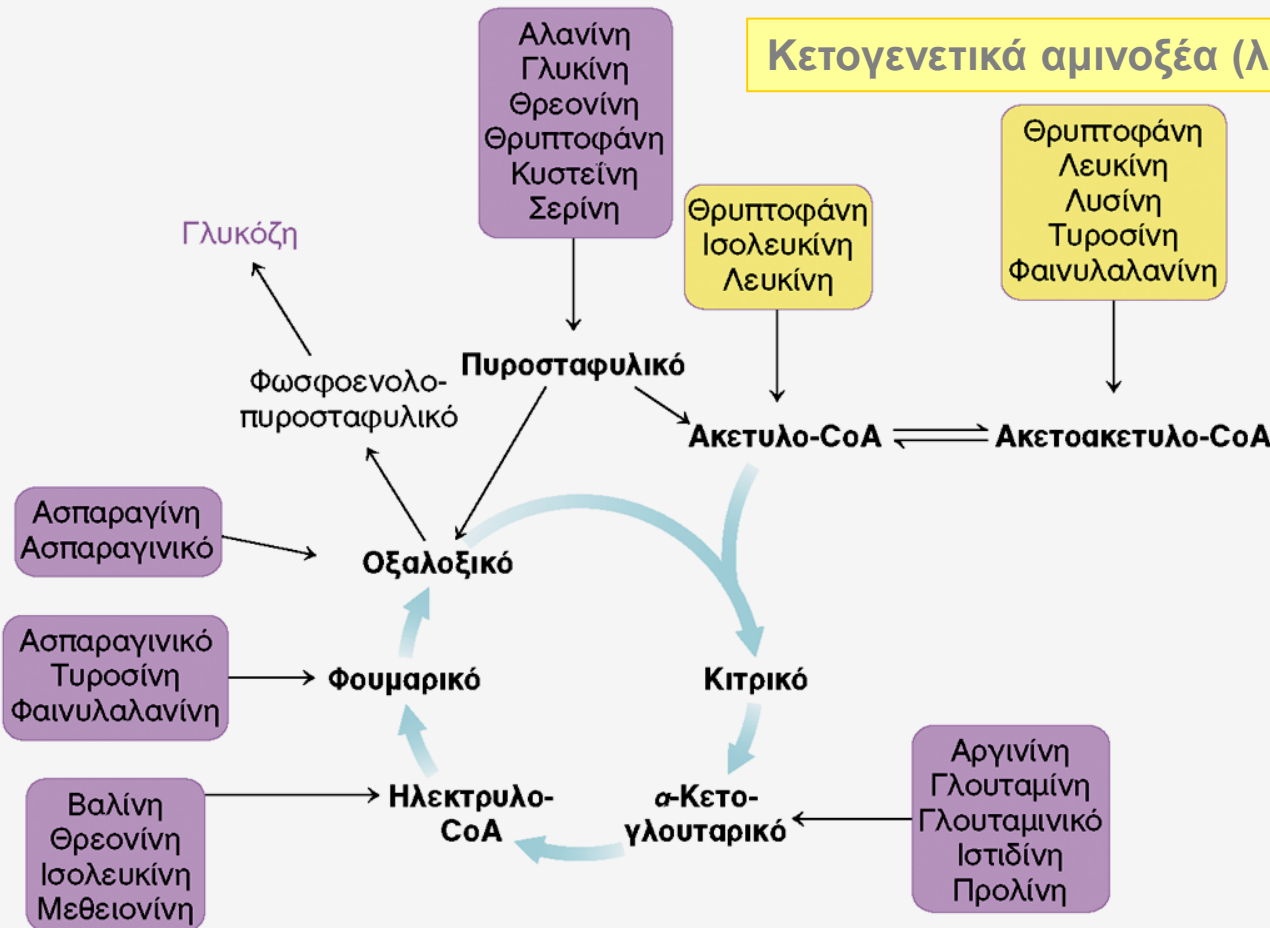 Αλανίνη
Γλυκίνη
Θρεονίνη
Θρυπτοφάνη
Κυστεΐνη
Σερίνη
Κετογενετικά αμινοξέα (λ
Θρυπτοφάνη
Λευκίνη
Λυσίνη
Τυροσίνη
Φαινυλαλανίνη
Θρυπτοφάνη
Ισολευκίνη
Λευκίνη
Γλυκόζη
Φωσφοενολο-
πυροσταφυλικό
Πυροσταφυλικό
Ακετυλο-CoA
Ακετοακετυλο-CoA
Ασπαραγίνη
Ασπαραγινικό
Οξαλοξικό
Ασπαραγινικό
Τυροσίνη
Φαινυλαλανίνη
Φουμαρικό
Κιτρικό
Βαλίνη
Θρεονίνη
Ισολευκίνη
Μεθειονίνη
Ηλεκτρυλο-
CoA
α-Κετο-
γλουταρικό
Αργινίνη
Γλουταμίνη
Γλουταμινικό
Ιστιδίνη
Προλίνη